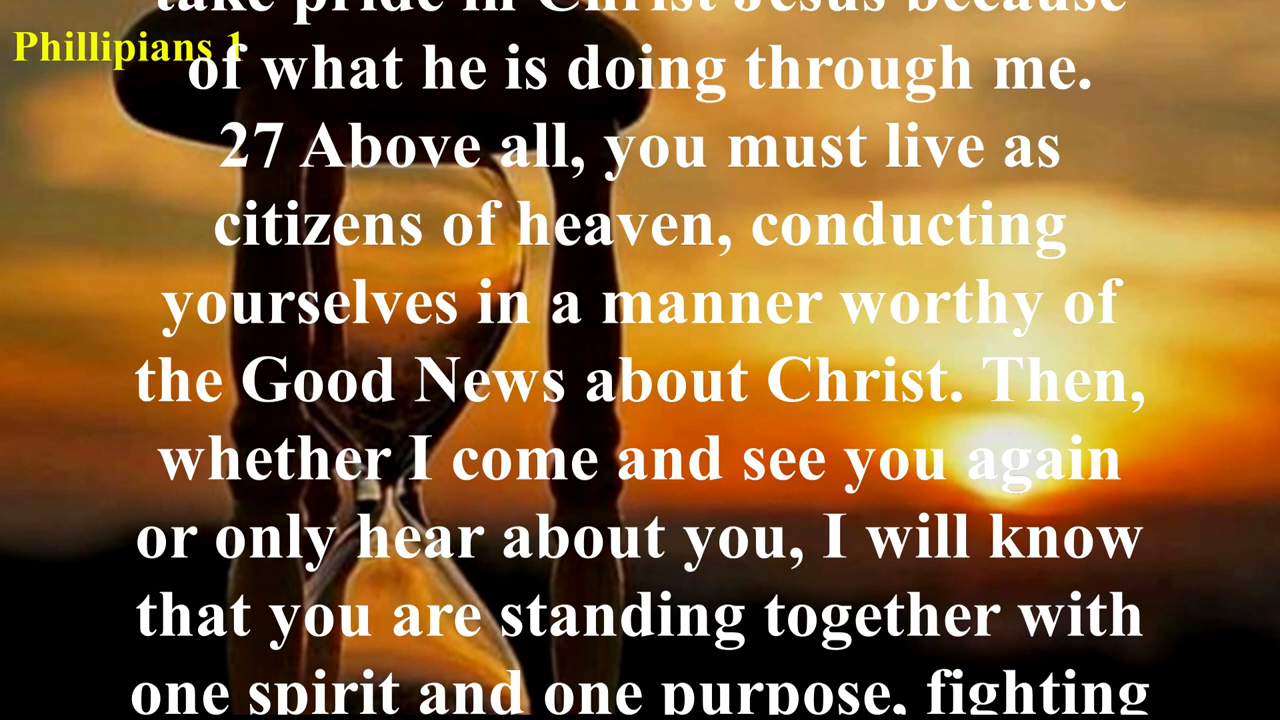 take pride in Christ Jesus because
Phillipians 1
of what he is doing through me.
27 Above all, you must live as
citizens of heaven, conducting
yourselves in a manner worthy of
the Good News about Christ. Then,
whether I come and see you again
or only hear about you, I will know
that you are standing together with
one spirit and one purpose, fighting